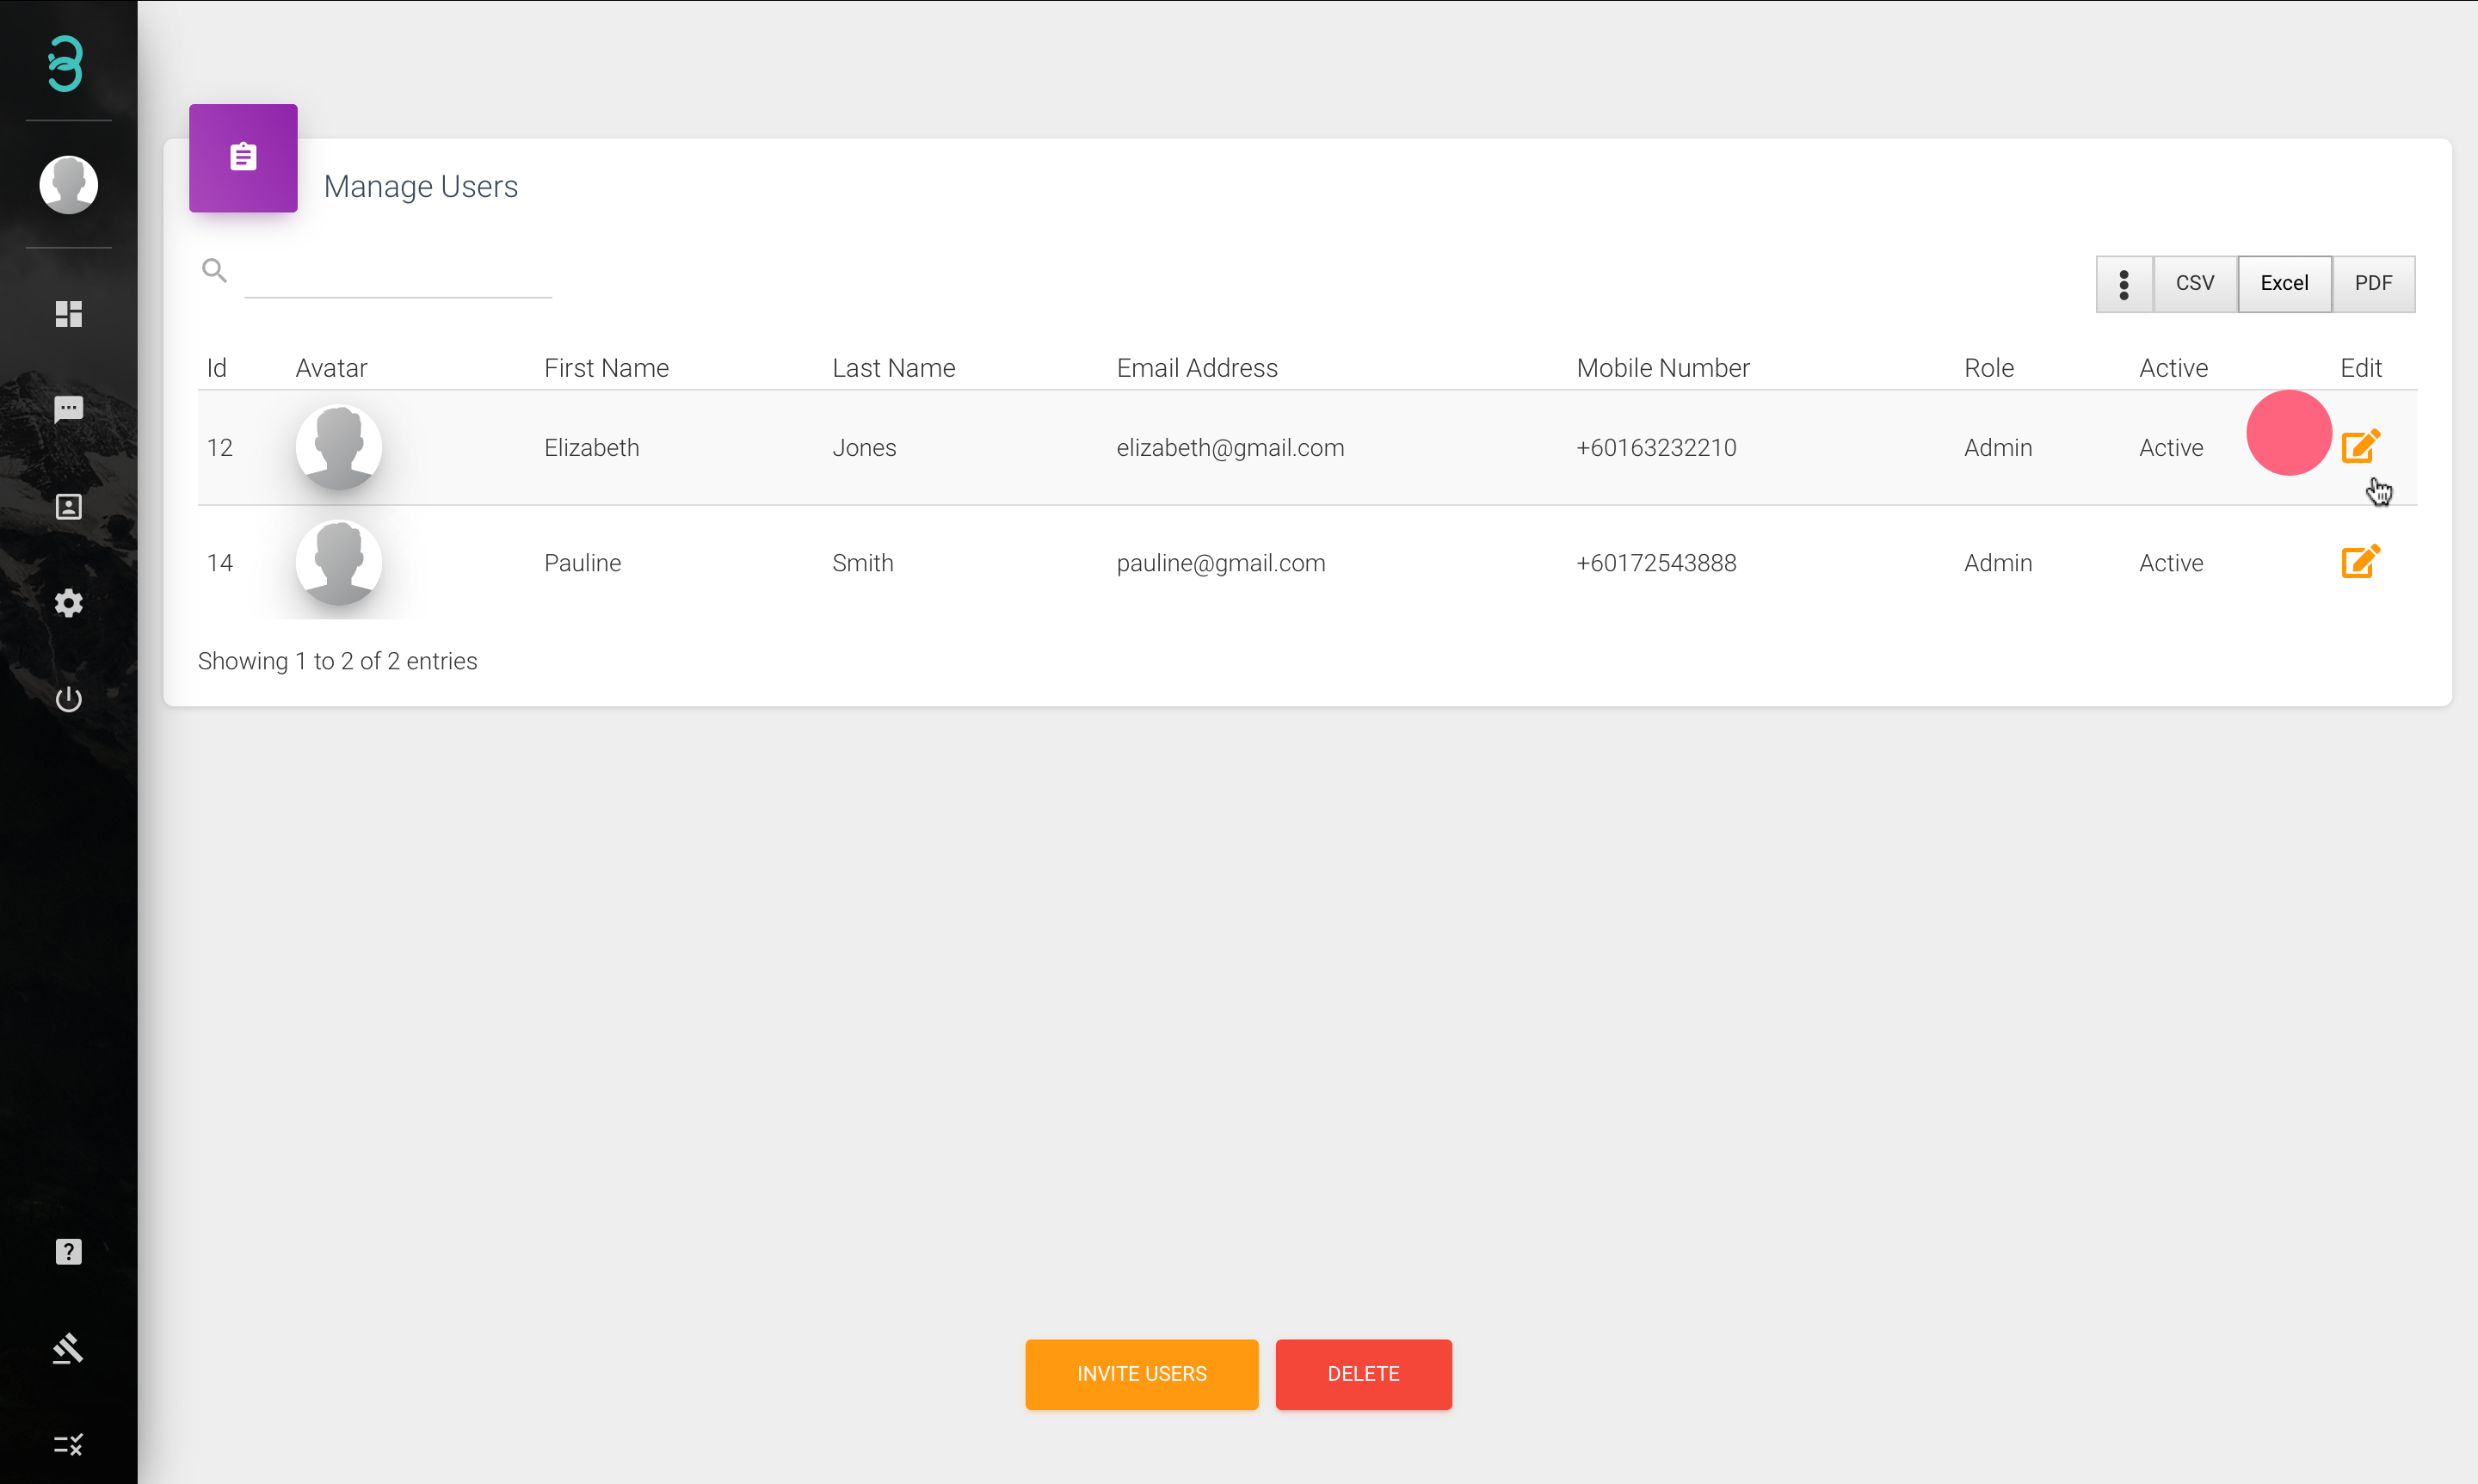 Manage Users
CSV Excel PDF
Id Avatar First Name Last Name Email Address Mobile Number Role Active Edit
12 Elizabeth Jones elizabeth@gmail.com +60163232210 Admin Active
14 Pauline Smith pauline@gmail.com +60172543888 Admin Active
Showing 1 to 2 of 2 entries
INVITE USERS DELETE